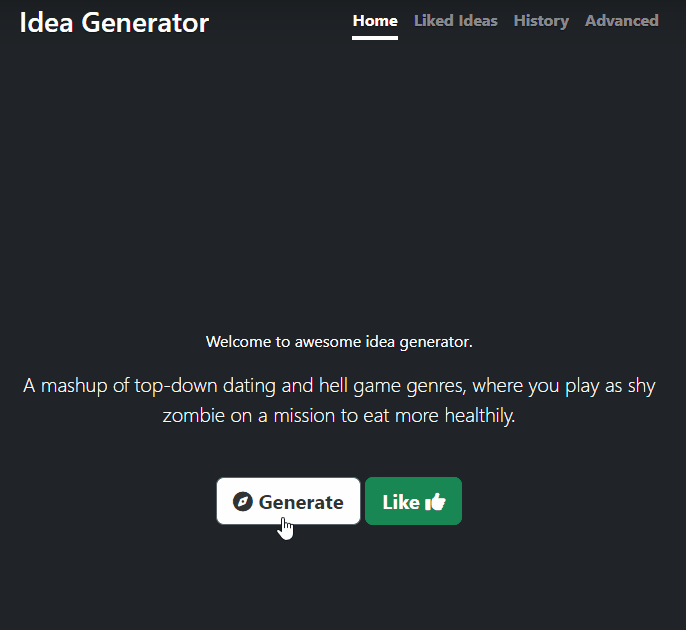 Idea Generator
Home Liked Ideas History Advanced
Welcome to awesome idea generator.
A mashup of top-down dating and hell game genres, where you play as shy
zombie on a mission to eat more healthily.
Generate Like